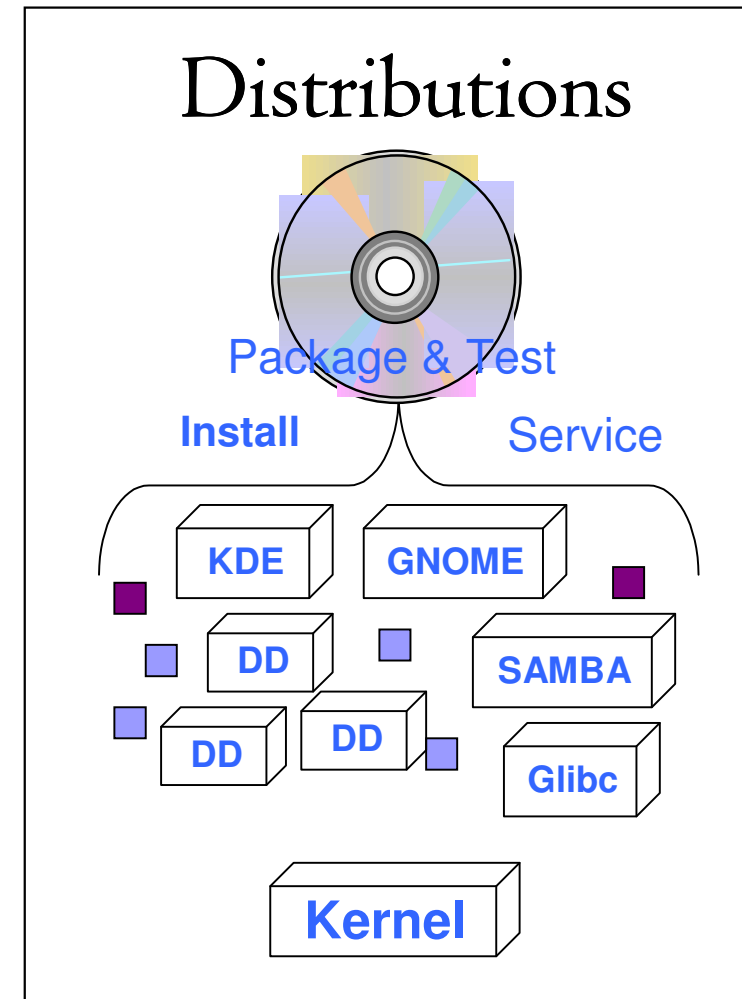 Distributions
Package & Test
Install
Service
KDE
GNOME
DD
SAMBA
DD
DD
Glibc
Kernel